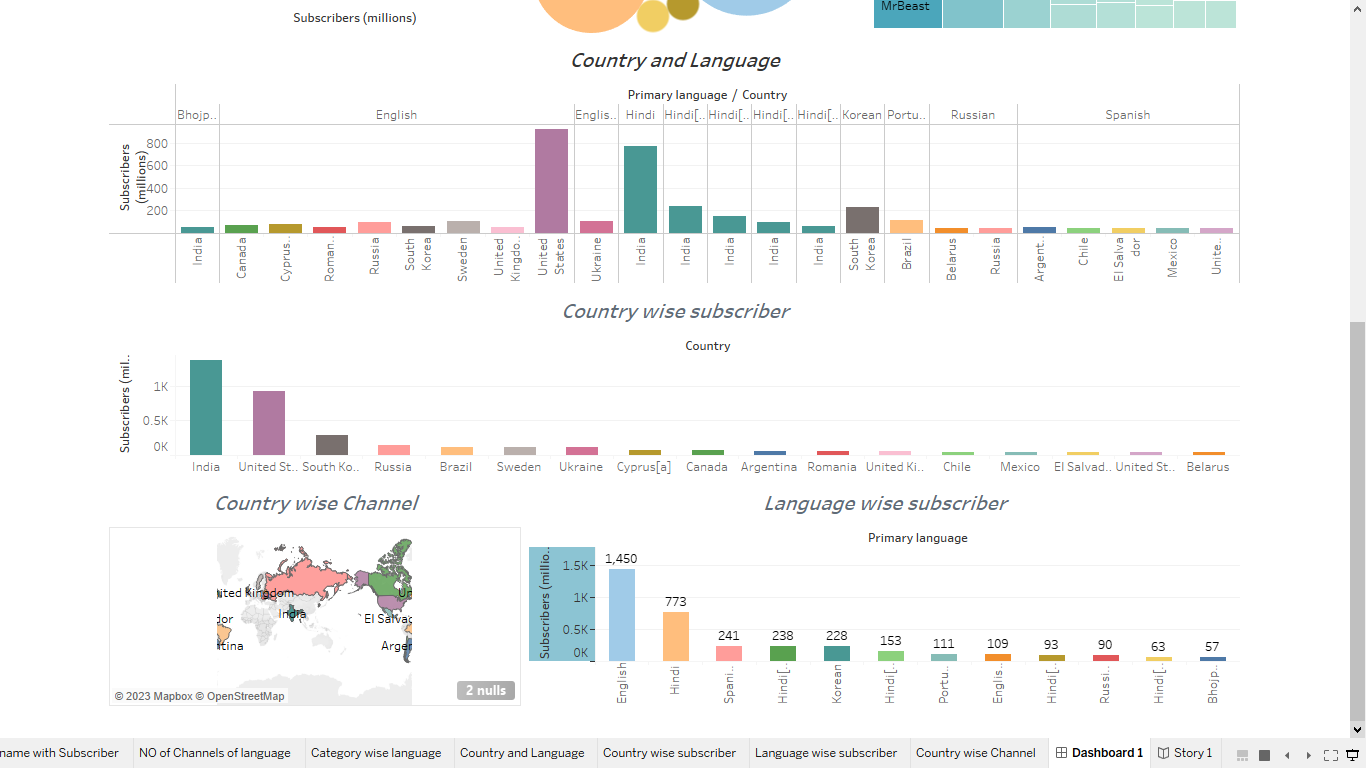 Subscribers (millions)
MrBeast
Country and Language
Primary language / Country
Bhojp..
English
Englis..
Hindi
Hindi[..
Hindi[..
Hindi[..
Hindi[..
Korean
Portu..
Russian
Spanish
Subscribers
(millions)
800
600
400
200
India
Canada
Cyprus..
Roman..
Russia
South
Korea
Sweden
United
Kingdo..
United
States
Ukraine
India
India
India
India
India
South
Korea
Brazil
Belarus
Russia
Argent..
Chile
El Salva
dor
Mexico
Unite..
Country wise subscriber
Country
Subscribers (mil..
1K
0.5K
0K
India
United St..
South Ko..
Russia
Brazil
Sweden
Ukraine
Cyprus[a]
Canada
Argentina
Romania
United Ki..
Chile
Mexico
El Salvad..
United St..
Belarus
Country wise Channel
Language wise subscriber
ited Kingdom
Un
India
dor
El Salvac
tina
Argen
© 2023 Mapbox © OpenStreetMap
2 nulls
Primary language
Subscribers (millio..
1.5K
1K
0.5K
0K
1,450
773
241
238
228
153
111
109
93
90
63
57
English
Hindi
Spani..
Hindi[..
Korean
Hindi[..
Portu..
Englis..
Hindi[..
Russi..
Hindi[..
Bhojp..
name with Subscriber
NO of Channels of language
Category wise language
Country and Language
Country wise subscriber
Language wise subscriber
Country wise Channel
Dashboard 1
Story 1